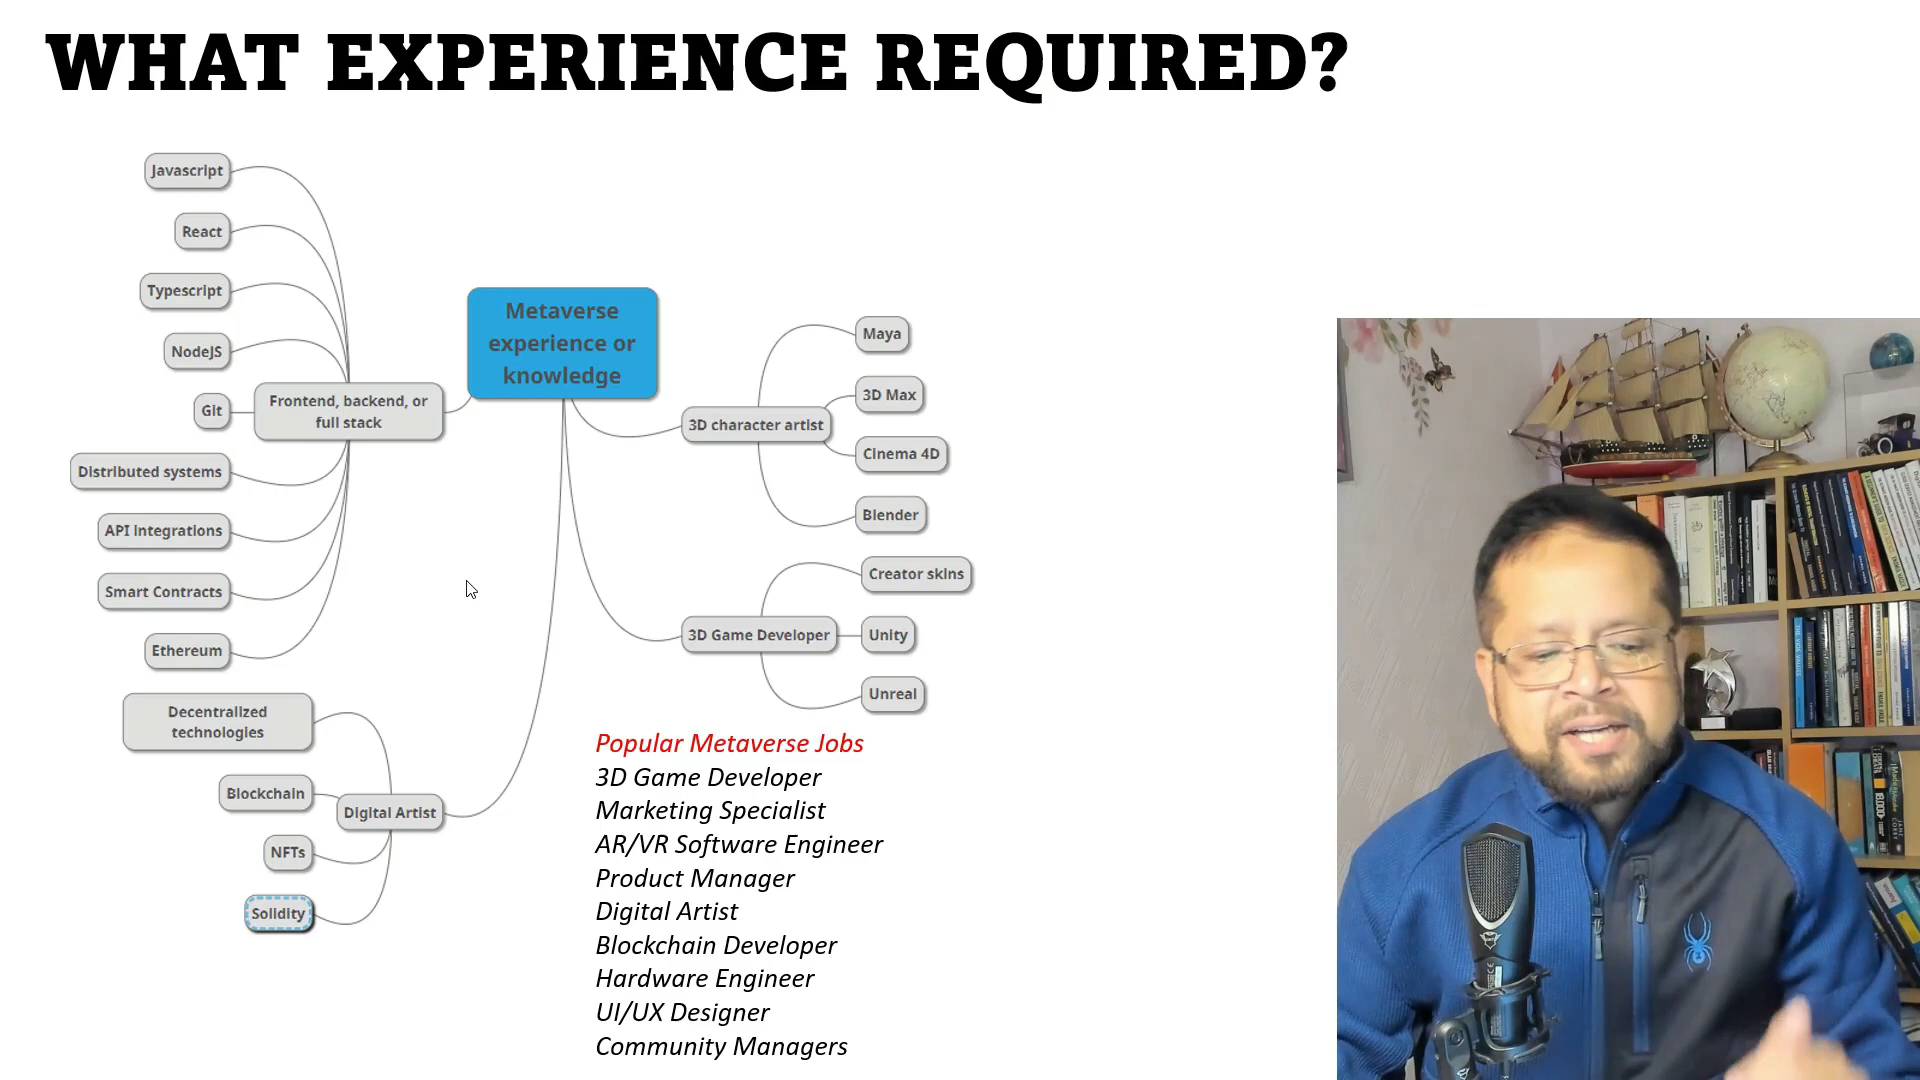 WHAT EXPERIENCE REQUIRED?
Javascript
React
Typescript
NodeJS
Git
Distributed systems
API integrations
Smart Contracts
Ethereum
Frontend, backend, or
full stack
Metaverse
experience or
knowledge
3D character artist
Maya
3D Max
Cinema 4D
Blender
3D Game Developer
Creator skins
Unity
Unreal
Decentralized
technologies
Blockchain
NFTs
Solidity
Digital Artist
Popular Metaverse Jobs
3D Game Developer
Marketing Specialist
AR/VR Software Engineer
Product Manager
Digital Artist
Blockchain Developer
Hardware Engineer
UI/UX Designer
Community Managers